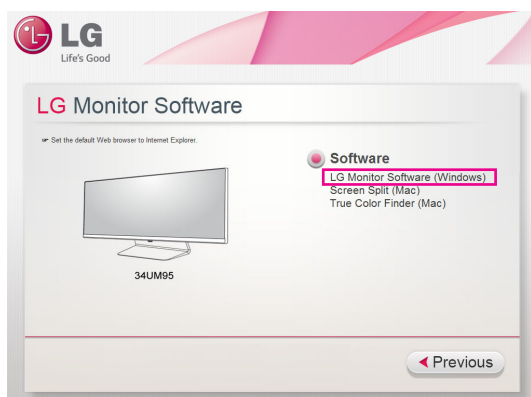 LG
Life's Good
LG Monitor Software
☞ Set the default Web browser to Internet Explorer.
34UM95
Software
LG Monitor Software (Windows)
Screen Split (Mac)
True Color Finder (Mac)
Previous